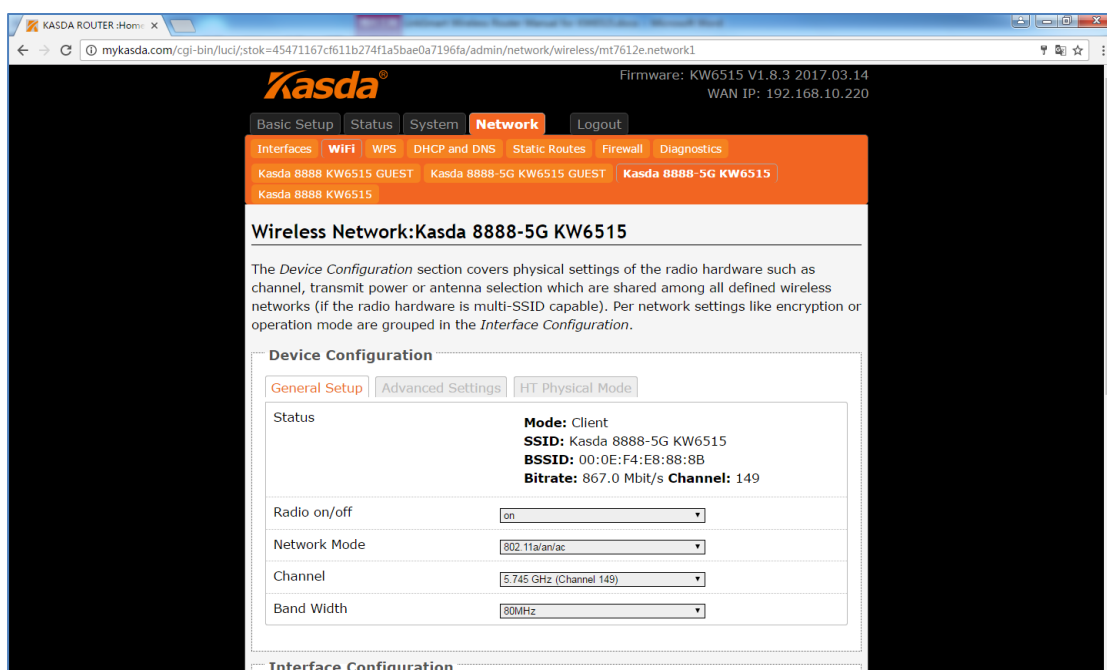 KASDA ROUTER :Home
mykasda.com/cgi-bin/luci/;stok=45471167cf611b274f1a5bae0a7196fa/admin/network/wireless/mt7612e.network1
Kasda®
Firmware: KW6515 V1.8.3 2017.03.14
WAN IP: 192.168.10.220
Basic Setup Status System Network Logout
Interfaces WiFi WPS DHCP and DNS Static Routes Firewall Diagnostics
Kasda 8888 KW6515 GUEST Kasda 8888-5G KW6515 GUEST Kasda 8888-5G KW6515
Kasda 8888 KW6515
Wireless Network:Kasda 8888-5G KW6515
The Device Configuration section covers physical settings of the radio hardware such as
channel, transmit power or antenna selection which are shared among all defined wireless
networks (if the radio hardware is multi-SSID capable). Per network settings like encryption or
operation mode are grouped in the Interface Configuration.
Device Configuration
General Setup Advanced Settings HT Physical Mode
Status
Mode: Client
SSID: Kasda 8888-5G KW6515
BSSID: 00:0E:F4:E8:88:8B
Bitrate: 867.0 Mbit/s Channel: 149
Radio on/off on
Network Mode 802.11a/an/ac
Channel 5.745 GHz (Channel 149)
Band Width 80MHz
Interface Configuration